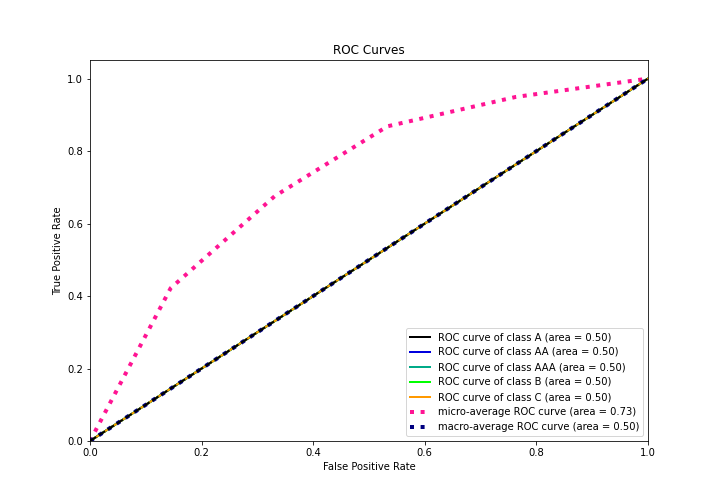 ROC Curves
True Positive Rate
1.0
0.8
0.6
0.4
0.2
0.0
0.0 0.2 0.4 0.6 0.8 1.0
False Positive Rate
ROC curve of class A (area = 0.50)
ROC curve of class AA (area = 0.50)
ROC curve of class AAA (area = 0.50)
ROC curve of class B (area = 0.50)
ROC curve of class C (area = 0.50)
micro-average ROC curve (area = 0.73)
macro-average ROC curve (area = 0.50)